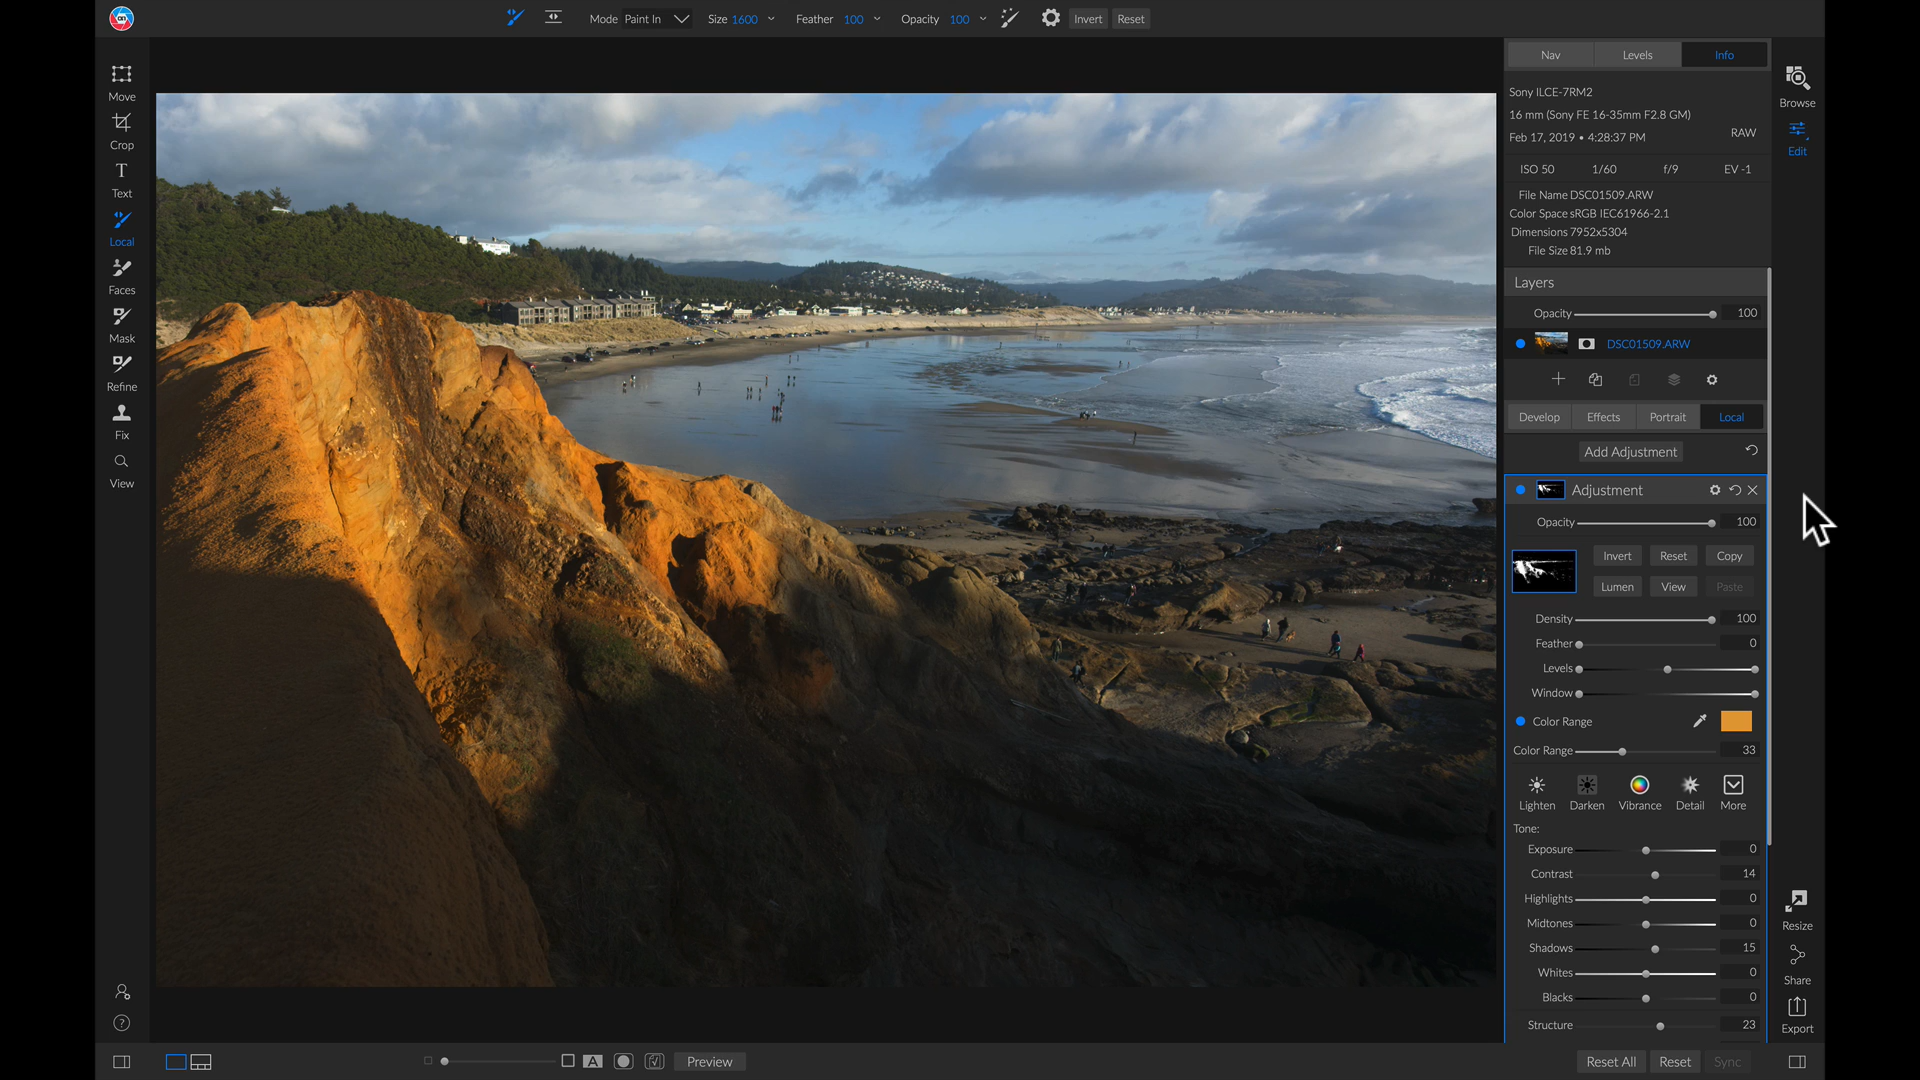 Mode Paint In Size 1600 Feather 100 Opacity 100 Invert Reset
Move
Crop
Text
Local
Faces
Mask
Refine
Fix
View
Nav Levels Info
Sony ILCE-7RM2
16 mm (Sony FE 16-35mm F2.8 GM)
Feb 17, 2019 • 4:28:37 PM RAW
ISO 50 1/60 f/9 EV -1
File Name DSC01509.ARW
Color Space sRGB IEC61966-2.1
Dimensions 7952x5304
File Size 81.9 mb
Layers
Opacity 100
DSC01509.ARW
Develop Effects Portrait Local
Add Adjustment
Adjustment
Opacity 100
Invert Reset Copy
Lumen View Paste
Density 100
Feather 0
Levels
Window
Color Range
Color Range 33
Lighten Darken Vibrance Detail More
Tone:
Exposure 0
Contrast 14
Highlights 0
Midtones 0
Shadows 15
Whites 0
Blacks 0
Structure 23
Browse
Edit
Resize
Share
Export
A Preview
Reset All Reset Sync